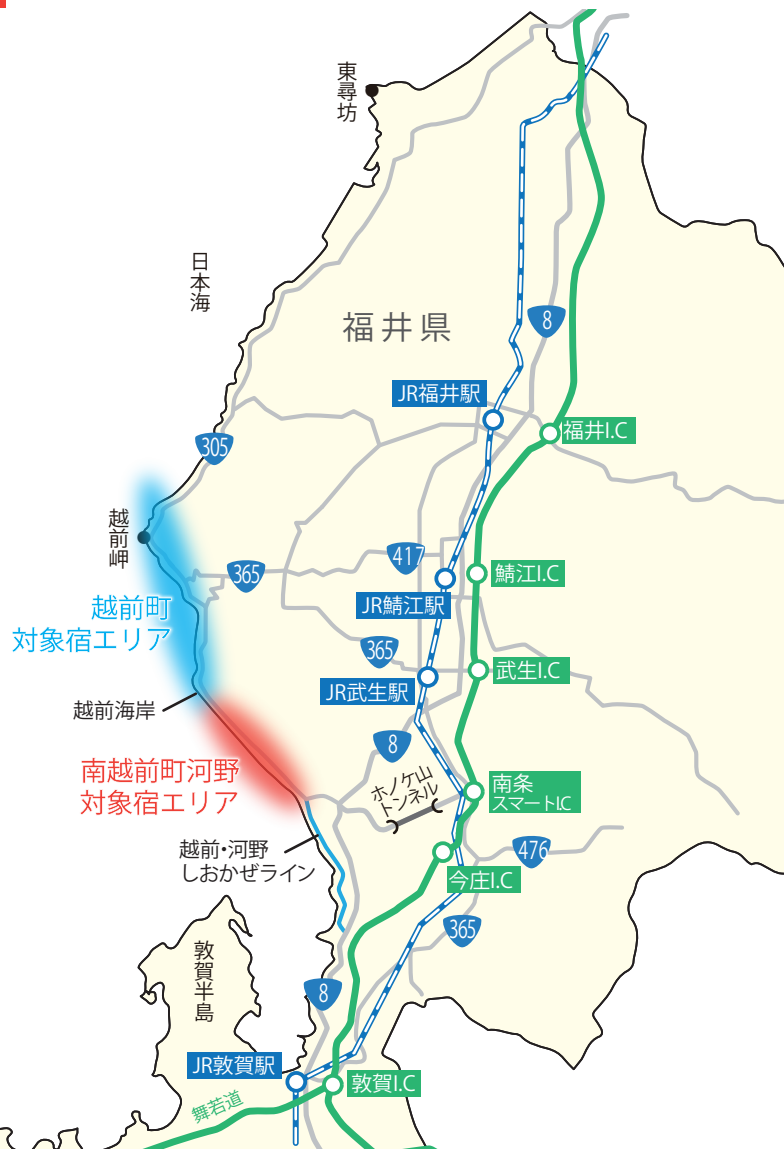 東尋坊
日本海
福井県
8
JR福井駅
福井I.C
305
越前岬
417
鯖江I.C
365
JR鯖江駅
越前町
対象宿エリア
365
武生I.C
JR武生駅
越前海岸
8
南越前町河野
対象宿エリア
ホノケ山
トンネル
南条
スマートI.C
越前・河野
しおかぜライン
476
今庄I.C
365
敦賀半島
8
JR敦賀駅
敦賀I.C
舞若道